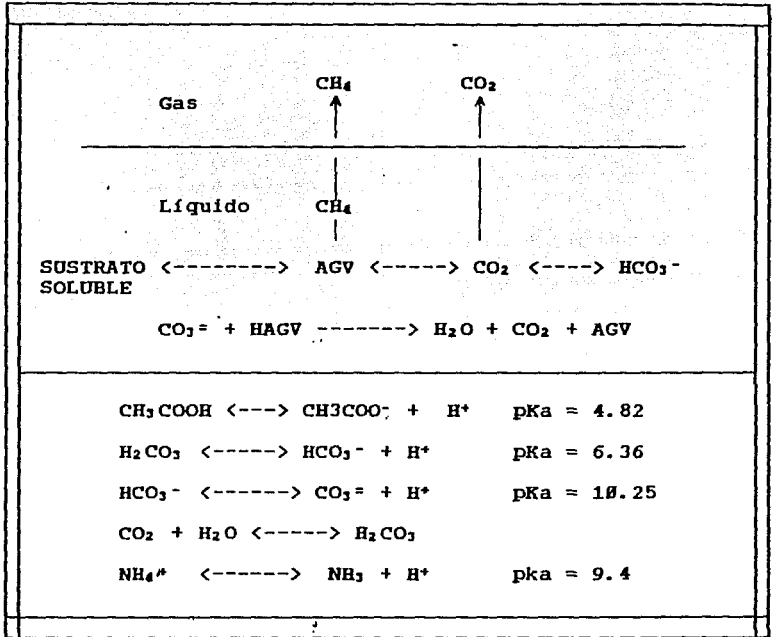 CH₄ CO₂
Gas
Líquido CH₄
SUSTRATO <--------> AGV <-----> CO₂ <----> HCO₃⁻
SOLUBLE
CO₃⁼ + HAGV -------> H₂O + CO₂ + AGV
CH₃COOH <---> CH3COO⁻ + H⁺ pKa = 4.82
H₂CO₃ <-----> HCO₃⁻ + H⁺ pKa = 6.36
HCO₃⁻ <------> CO₃⁼ + H⁺ pKa = 10.25
CO₂ + H₂O <-----> H₂CO₃
NH₄⁺ <------> NH₃ + H⁺ pka = 9.4